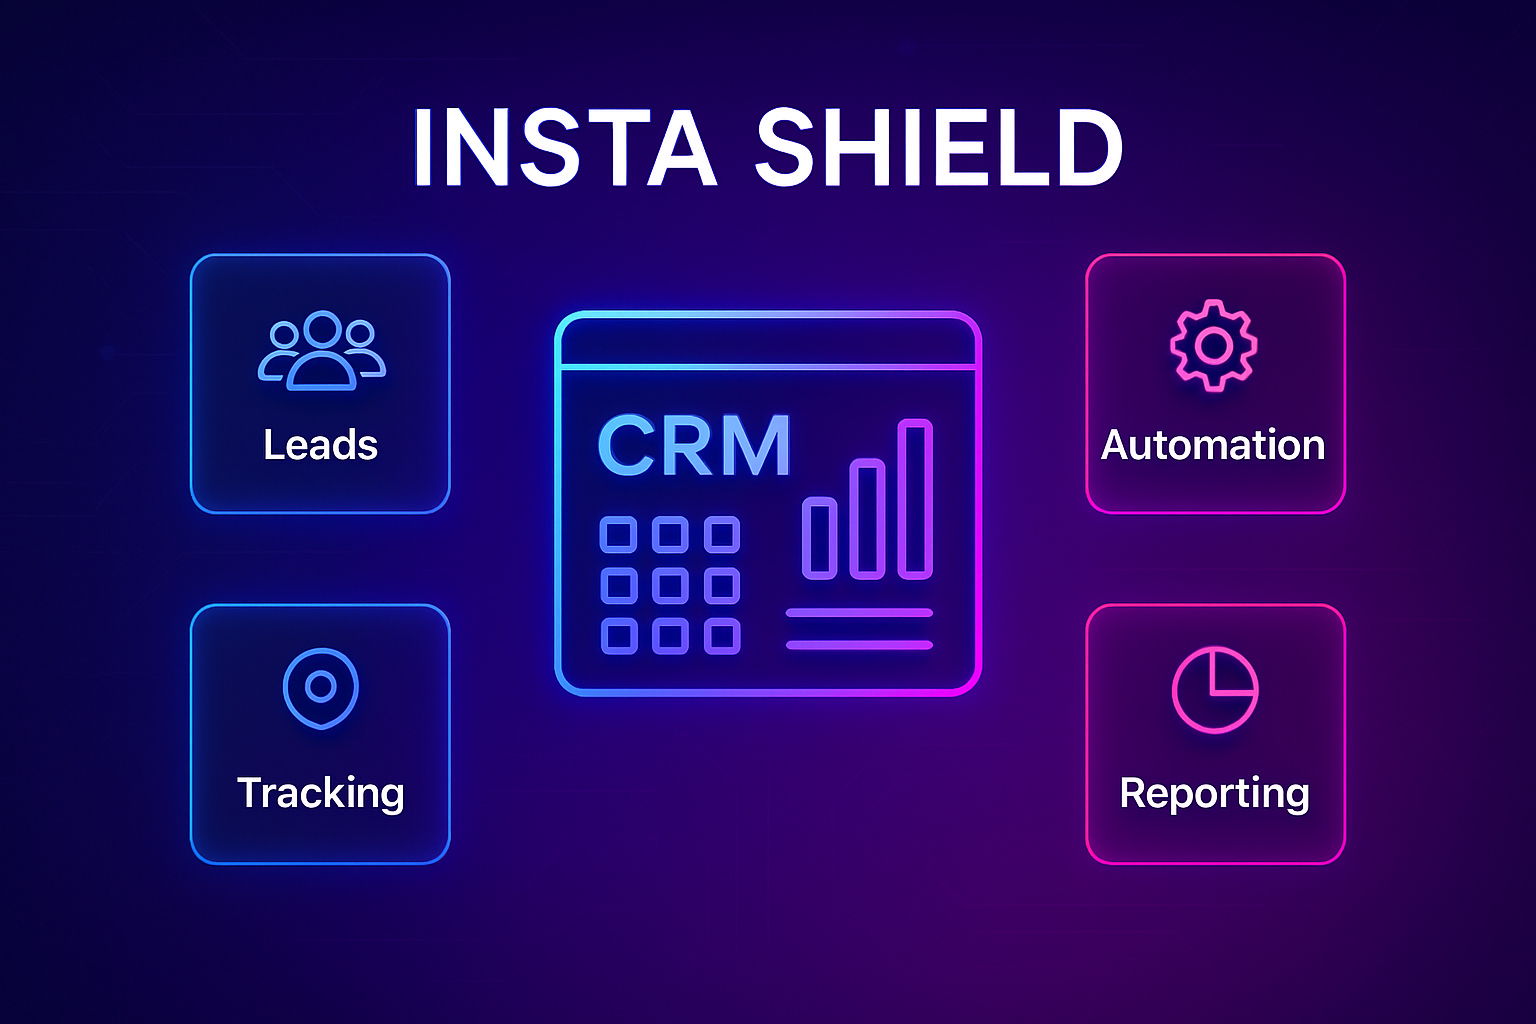 INSTA SHIELD
Leads
CRM
Automation
Tracking
Reporting